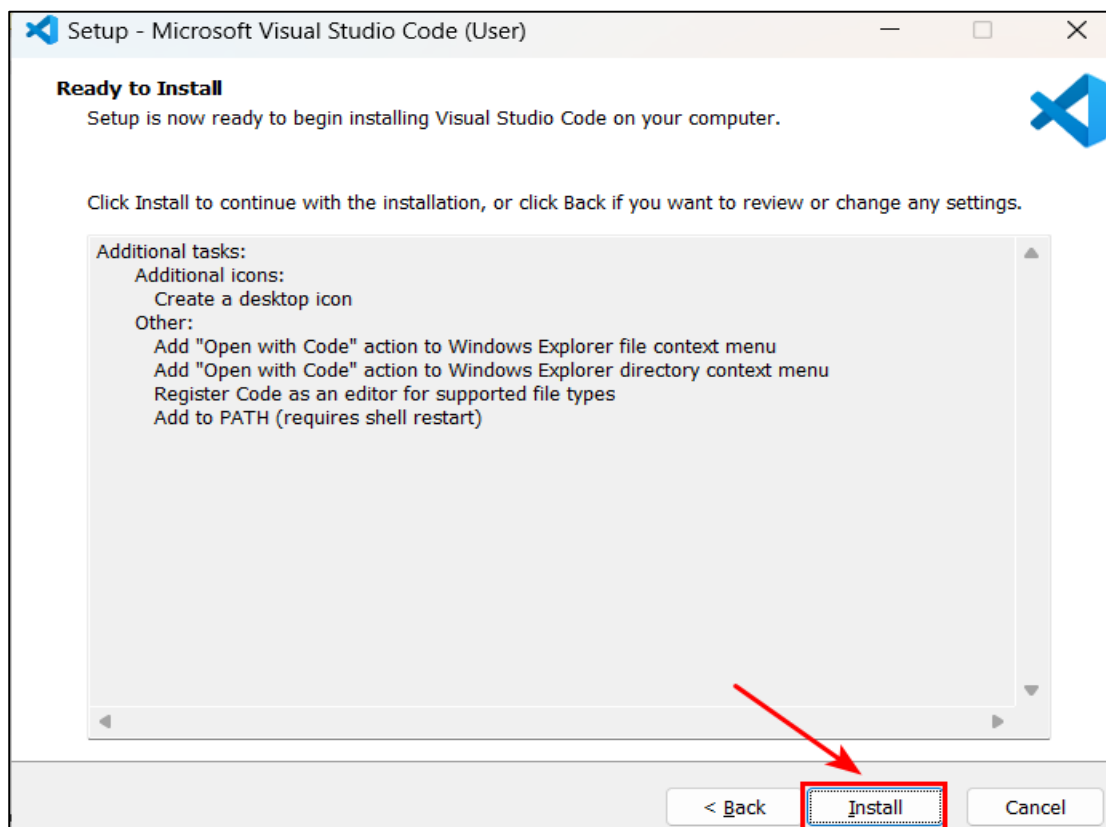 Setup - Microsoft Visual Studio Code (User)
Ready to Install
Setup is now ready to begin installing Visual Studio Code on your computer.
Click Install to continue with the installation, or click Back if you want to review or change any settings.
Additional tasks:
Additional icons:
Create a desktop icon
Other:
Add "Open with Code" action to Windows Explorer file context menu
Add "Open with Code" action to Windows Explorer directory context menu
Register Code as an editor for supported file types
Add to PATH (requires shell restart)
< Back Install Cancel